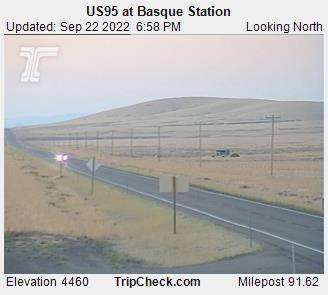 US95 at Basque Station
Updated: Sep 22 2022 6:58 PM Looking North
Elevation 4460 TripCheck.com Milepost 91.62